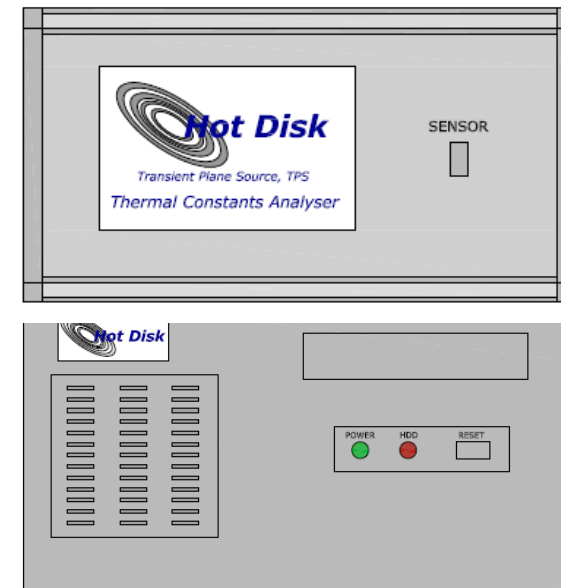 Hot Disk
SENSOR
Transient Plane Source, TPS
Thermal Constants Analyser
Hot Disk
POWER HDD RESET